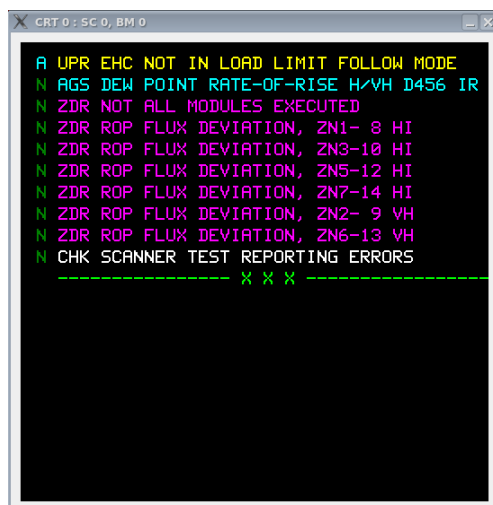 CRT 0 : SC 0, BM 0
A UPR EHC NOT IN LOAD LIMIT FOLLOW MODE
N AGS DEW POINT RATE-OF-RISE H/VH D456 IR
N ZDR NOT ALL MODULES EXECUTED
N ZDR ROP FLUX DEVIATION, ZN1- 8 HI
N ZDR ROP FLUX DEVIATION, ZN3-10 HI
N ZDR ROP FLUX DEVIATION, ZN5-12 HI
N ZDR ROP FLUX DEVIATION, ZN7-14 HI
N ZDR ROP FLUX DEVIATION, ZN2- 9 VH
N ZDR ROP FLUX DEVIATION, ZN6-13 VH
N CHK SCANNER TEST REPORTING ERRORS
---------------- X X X -----------------